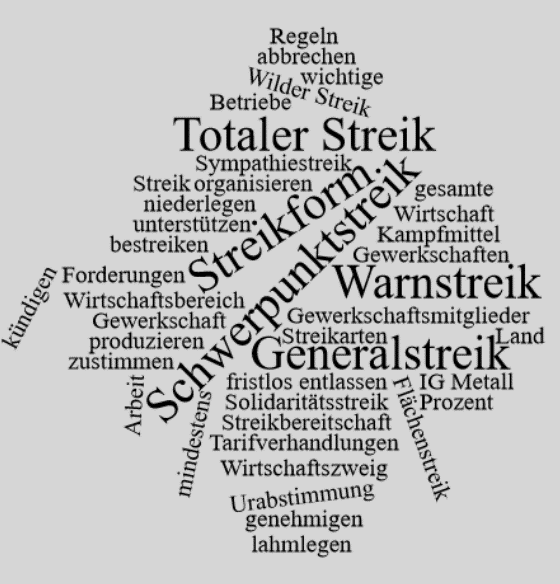 Regeln
abbrechen
wichtige
Wilder Streik
Betriebe
Totaler Streik
Sympathiestreik
Streik organisieren
gesamte
niederlegen
Streikform
Wirtschaft
unterstützen
Kampfmittel
bestreiken
Gewerkschaften
Forderungen
Warnstreik
kündigen
Wirtschaftsbereich
Schwerpunktstreik
Gewerkschaft
Gewerkschaftsmitglieder
produzieren
Streikarten
Land
zustimmen
Generalstreik
Arbeit
fristlos entlassen
IG Metall
Solidaritätsstreik
Prozent
Flächenstreik
Streikbereitschaft
mindestens
Tarifverhandlungen
Wirtschaftszweig
Urabstimmung
genehmigen
lahmlegen